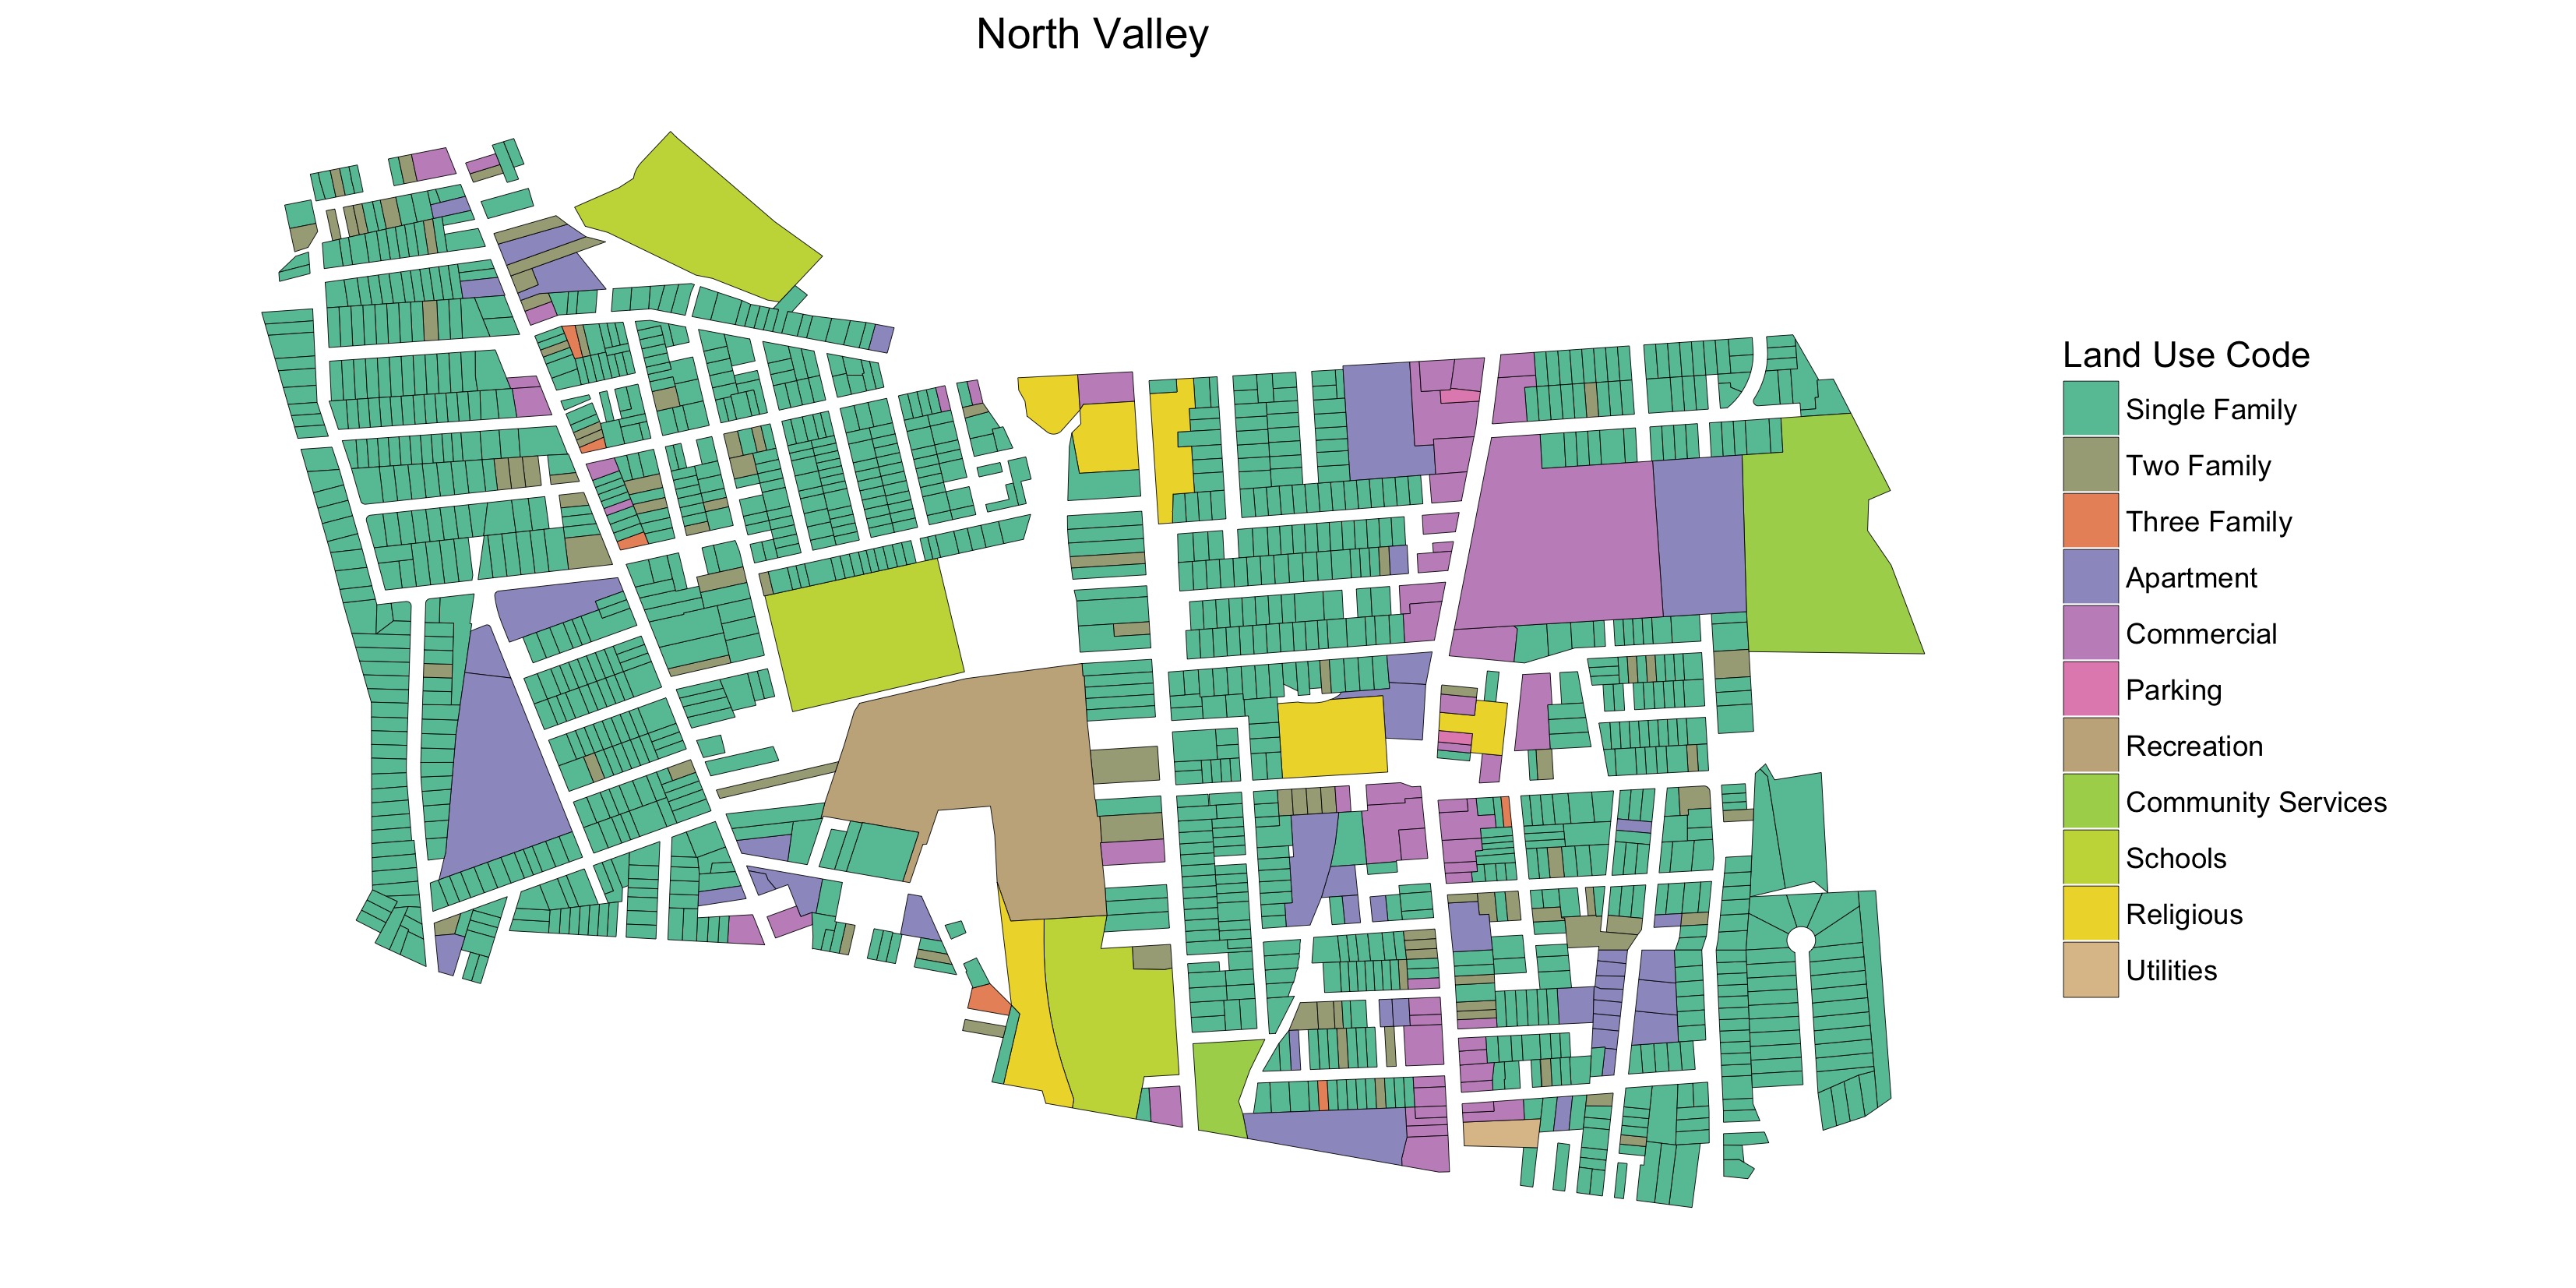 North Valley
Land Use Code
Single Family
Two Family
Three Family
Apartment
Commercial
Parking
Recreation
Community Services
Schools
Religious
Utilities